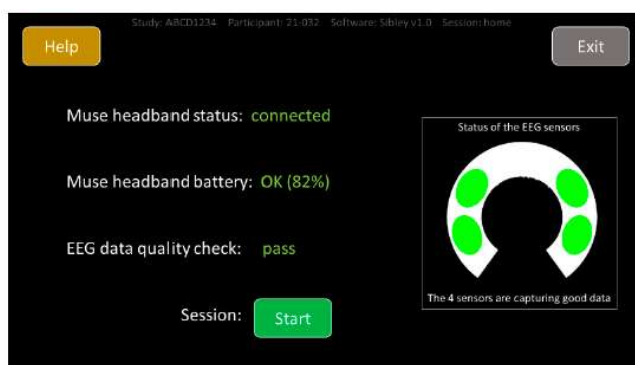 Study: ABCD1234 Participant: 21-032 Software: Sibley v1.0 Session: home
Help
Exit
Muse headband status: connected
Muse headband battery: OK (82%)
EEG data quality check: pass
Session: Start
Status of the EEG sensors
The 4 sensors are capturing good data